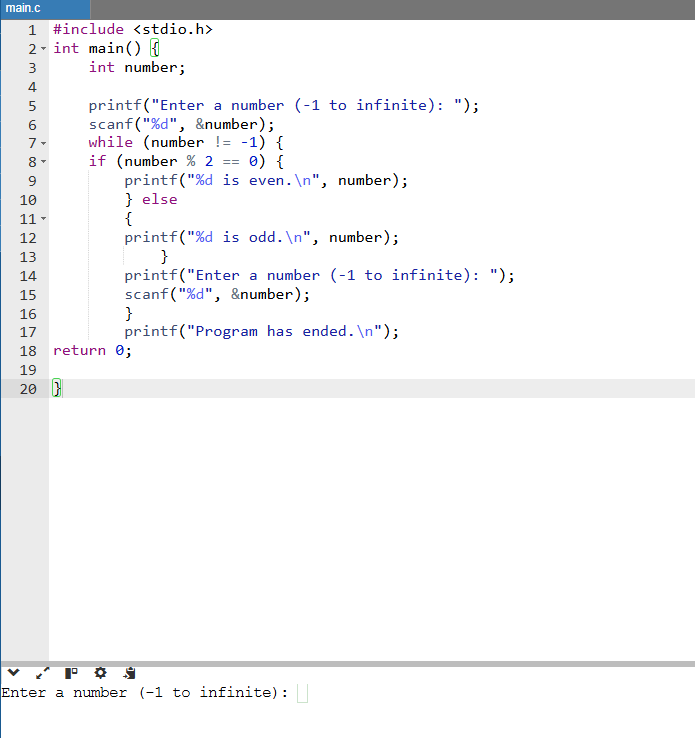 main.c
1 #include <stdio.h>
2 int main() {
3     int number;
4
5     printf("Enter a number (-1 to infinite): ");
6     scanf("%d", &number);
7     while (number != -1) {
8     if (number % 2 == 0) {
9         printf("%d is even.\n", number);
10         } else
11         {
12         printf("%d is odd.\n", number);
13             }
14         printf("Enter a number (-1 to infinite): ");
15         scanf("%d", &number);
16         }
17         printf("Program has ended.\n");
18 return 0;
19
20 }
Enter a number (-1 to infinite):